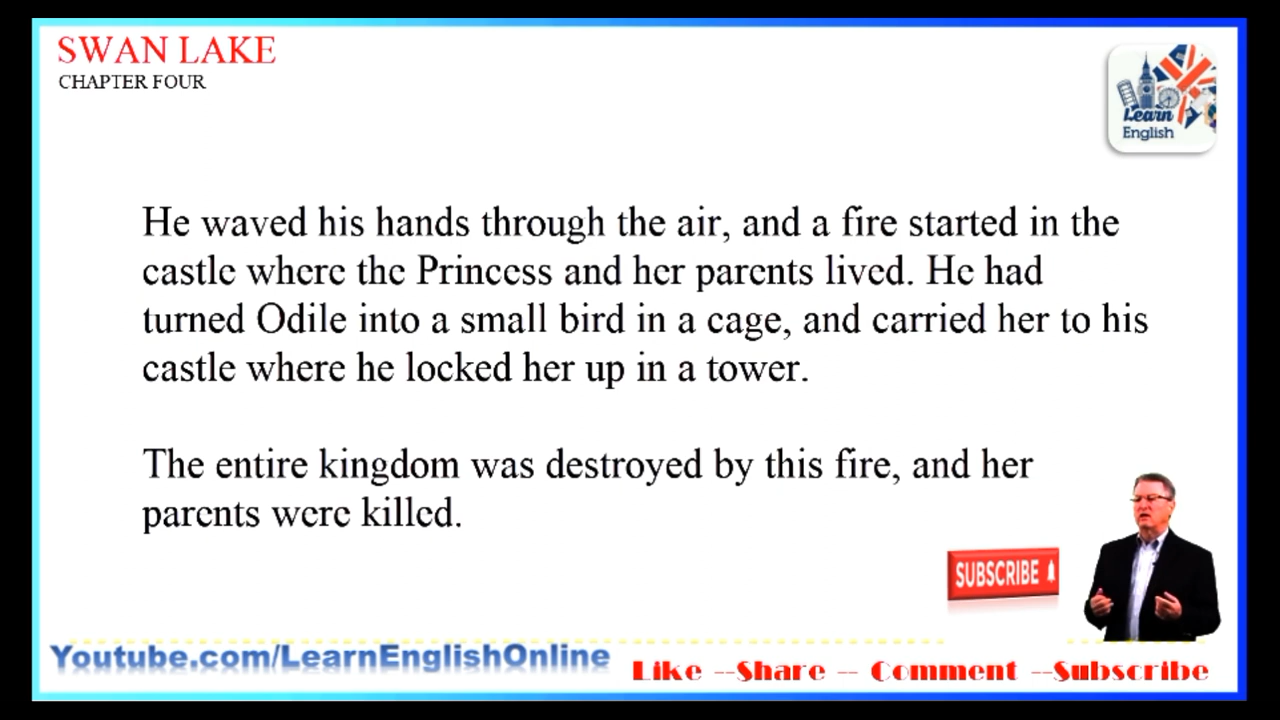 SWAN LAKE
CHAPTER FOUR
Learn
English
He waved his hands through the air, and a fire started in the
castle where the Princess and her parents lived. He had
turned Odile into a small bird in a cage, and carried her to his
castle where he locked her up in a tower.
The entire kingdom was destroyed by this fire, and her
parents were killed.
SUBSCRIBE
Youtube.com/LearnEnglishOnline
Like --Share -- Comment --Subscribe